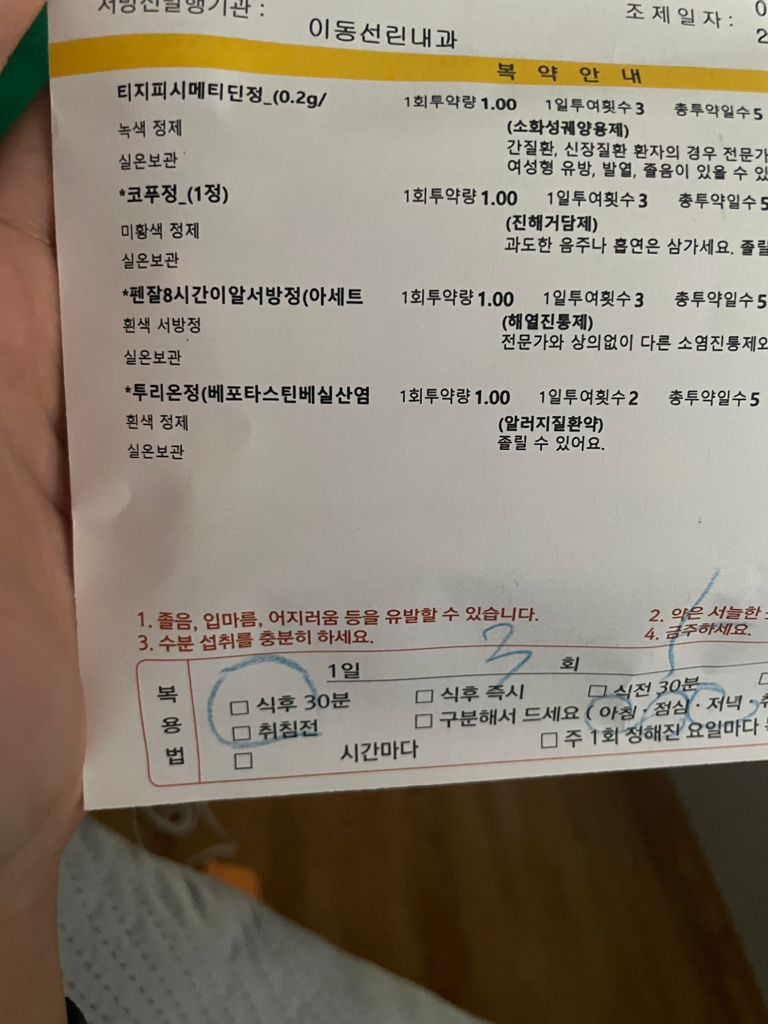 처방전발행기관 :
조제일자 :
이동선린내과
복 약 안 내
티지피시메티딘정_(0.2g/ 1회투약량 1.00 1일투여횟수 3 총투약일수 5
녹색 정제 (소화성궤양용제)
간질환, 신장질환 환자의 경우 전문가
실온보관 여성형 유방, 발열, 졸음이 있을 수 있
*코푸정_(1정) 1회투약량 1.00 1일투여횟수 3 총투약일수 5
미황색 정제 (진해거담제)
실온보관 과도한 음주나 흡연은 삼가세요. 졸릴
*펜잘8시간이알서방정(아세트 1회투약량 1.00 1일투여횟수 3 총투약일수 5
흰색 서방정 (해열진통제)
실온보관 전문가와 상의없이 다른 소염진통제와
*투리온정(베포타스틴베실산염 1회투약량 1.00 1일투여횟수 2 총투약일수 5
흰색 정제 (알러지질환약)
실온보관 졸릴 수 있어요.
1. 졸음, 입마름, 어지러움 등을 유발할 수 있습니다. 2. 약은 서늘한
3. 수분 섭취를 충분히 하세요. 4. 금주하세요.
복용법
1일 3 회
□ 식후 30분 □ 식후 즉시 □ 식전 30분 □
□ 취침전 □ 구분해서 드세요 ( 아침 · 점심 · 저녁 · 취
□ 시간마다 □ 주 1회 정해진 요일마다